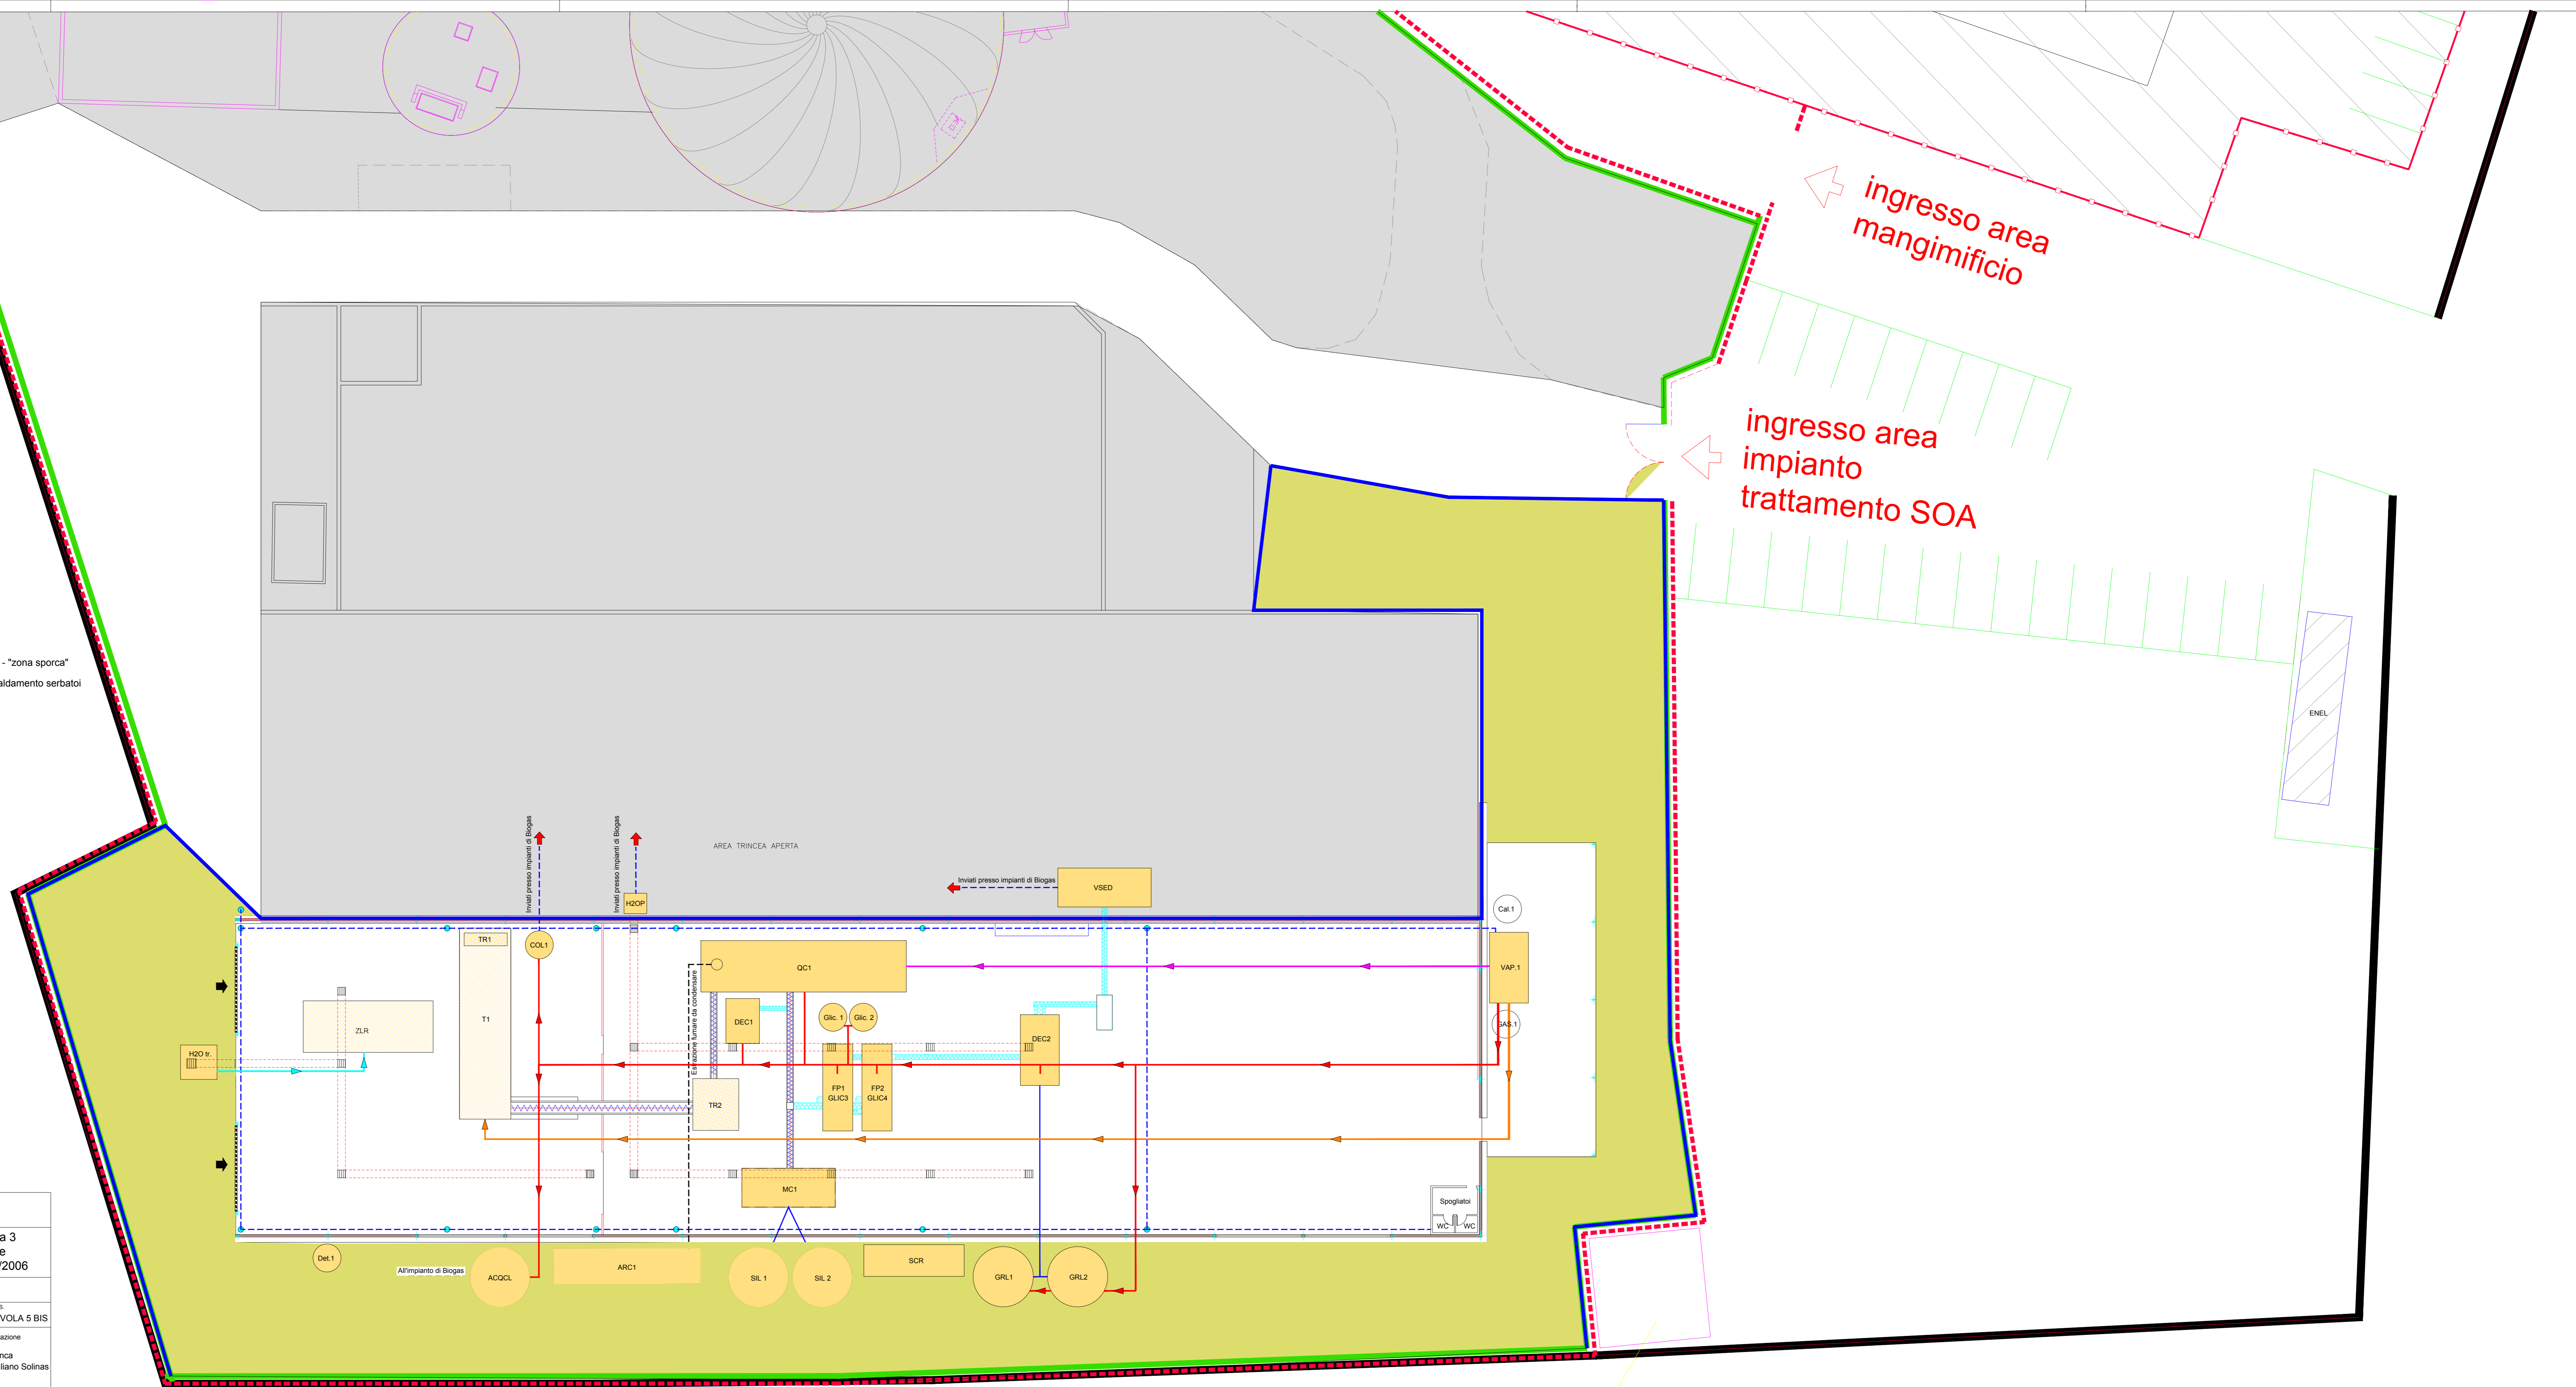 ingresso area
mangimificio
ingresso area
impianto
trattamento SOA
ENEL
- "zona sporca"
aldamento serbatoi
AREA TRINCEA APERTA
Inviati presso impianti di Biogas
Inviati presso impianti di Biogas
Inviati presso impianti di Biogas
VSED
H2OP
Cal.1
TR1
COL1
QC1
VAP.1
Estrazione fumare da condensare
DEC1
Glic. 1
Glic. 2
T1
GAS.1
ZLR
DEC2
H2O tr.
FP1
GLIC3
FP2
GLIC4
TR2
MC1
Spogliatoi
WC
WC
Det.1
All'impianto di Biogas
ACQCL
ARC1
SIL 1
SIL 2
SCR
GRL1
GRL2
a 3
e
/2006
s.
VOLA 5 BIS
azione
nca
liano Solinas